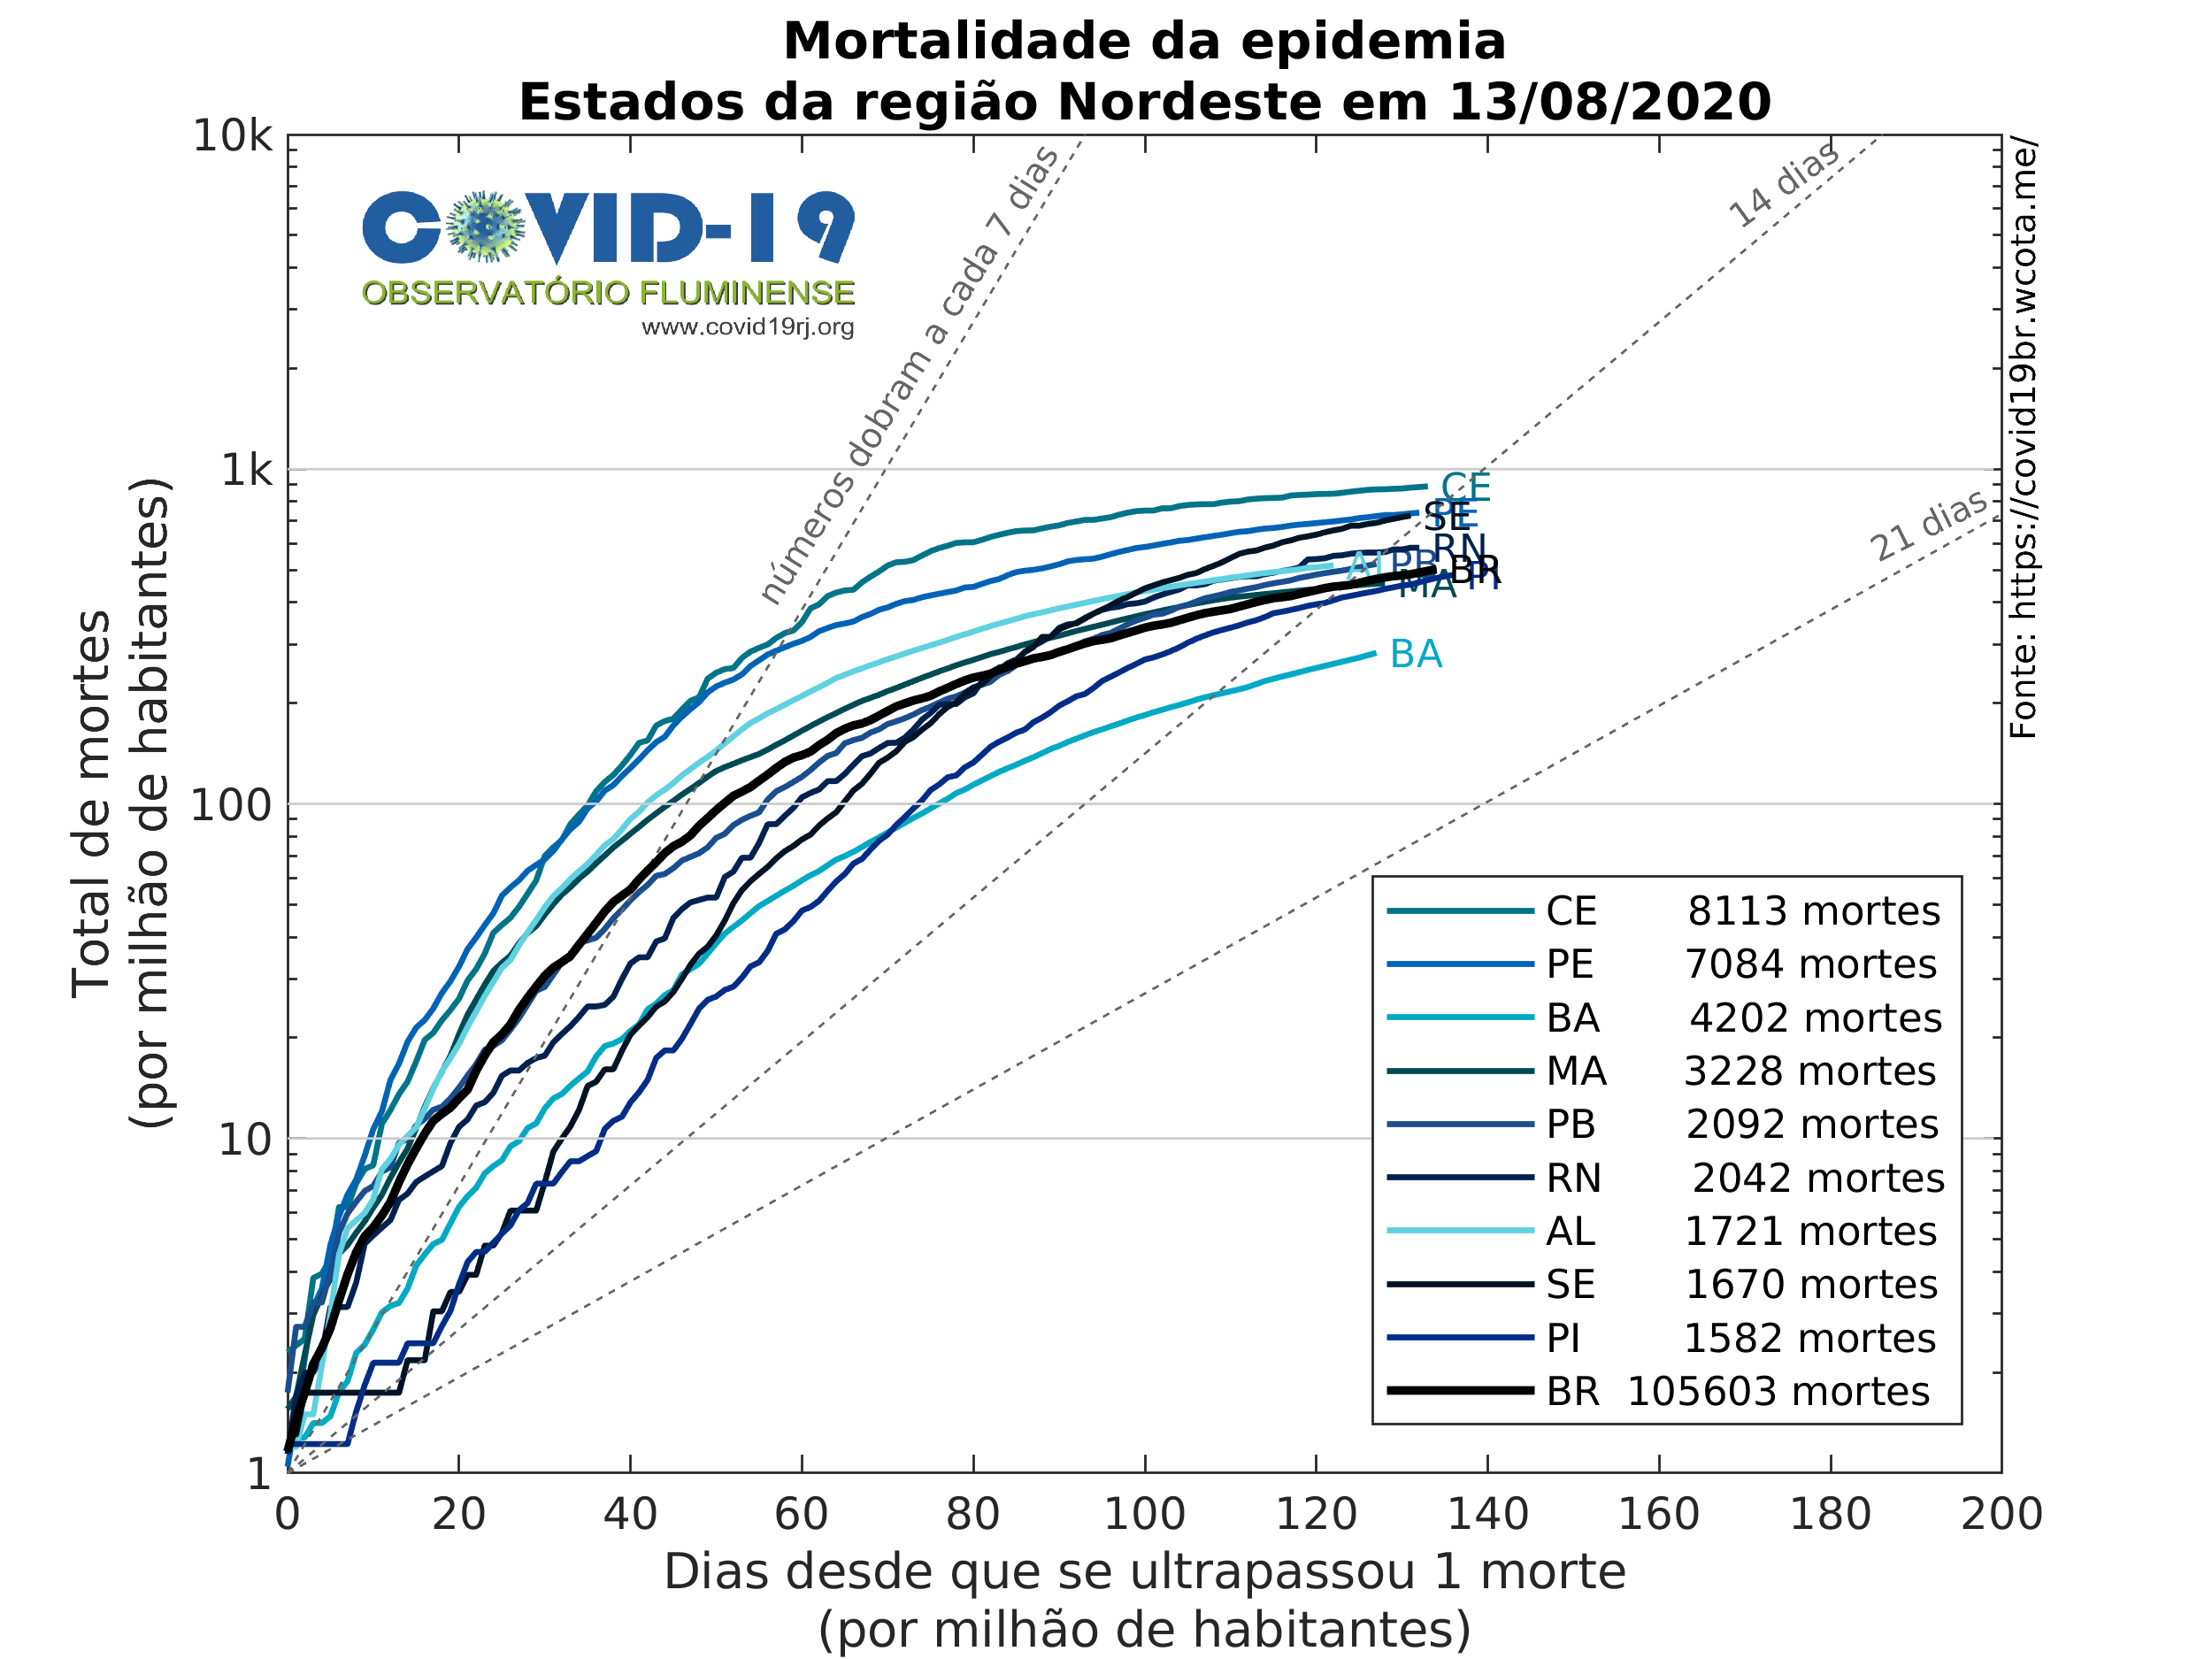 Mortalidade da epidemia
Estados da região Nordeste em 13/08/2020
COVID-19
OBSERVATÓRIO FLUMINENSE
www.covid19rj.org
números dobram a cada 7 dias
14 dias
21 dias
Fonte: https://covid19br.wcota.me/
Total de mortes
(por milhão de habitantes)
10k
1k
100
10
1
CE
PE
SE
RN
AL
PB
BR
PI
MA
BA
CE 8113 mortes
PE 7084 mortes
BA 4202 mortes
MA 3228 mortes
PB 2092 mortes
RN 2042 mortes
AL 1721 mortes
SE 1670 mortes
PI 1582 mortes
BR 105603 mortes
0 20 40 60 80 100 120 140 160 180 200
Dias desde que se ultrapassou 1 morte
(por milhão de habitantes)